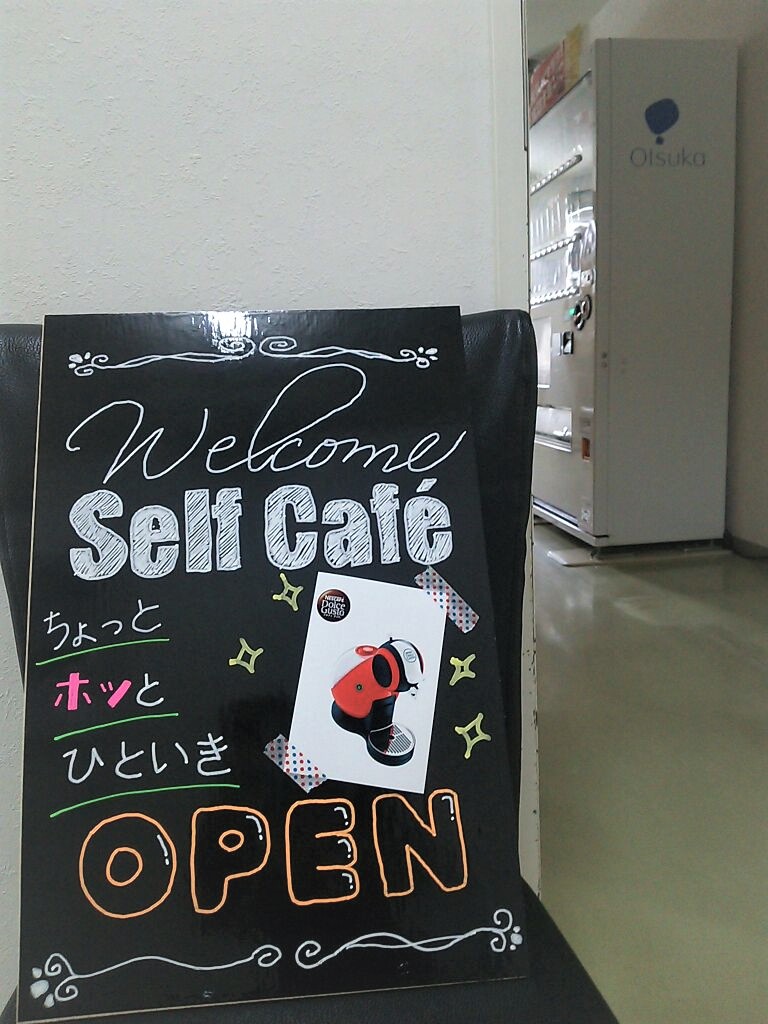 Welcome
Self Café
ちょっと
ホッと
ひといき
NESCAFÉ
Dolce
Gusto
OPEN
Otsuka